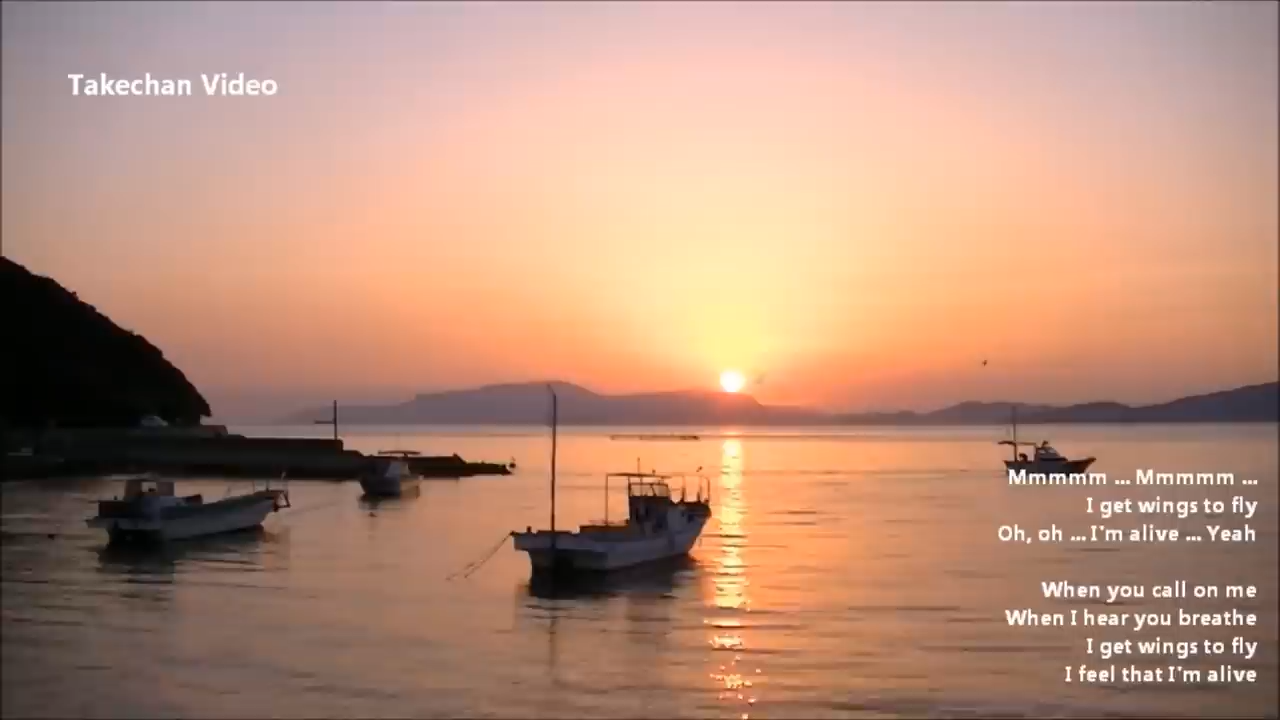 Takechan Video
Mmmmm ... Mmmmm ...
I get wings to fly
Oh, oh ... I'm alive ... Yeah
When you call on me
When I hear you breathe
I get wings to fly
I feel that I'm alive